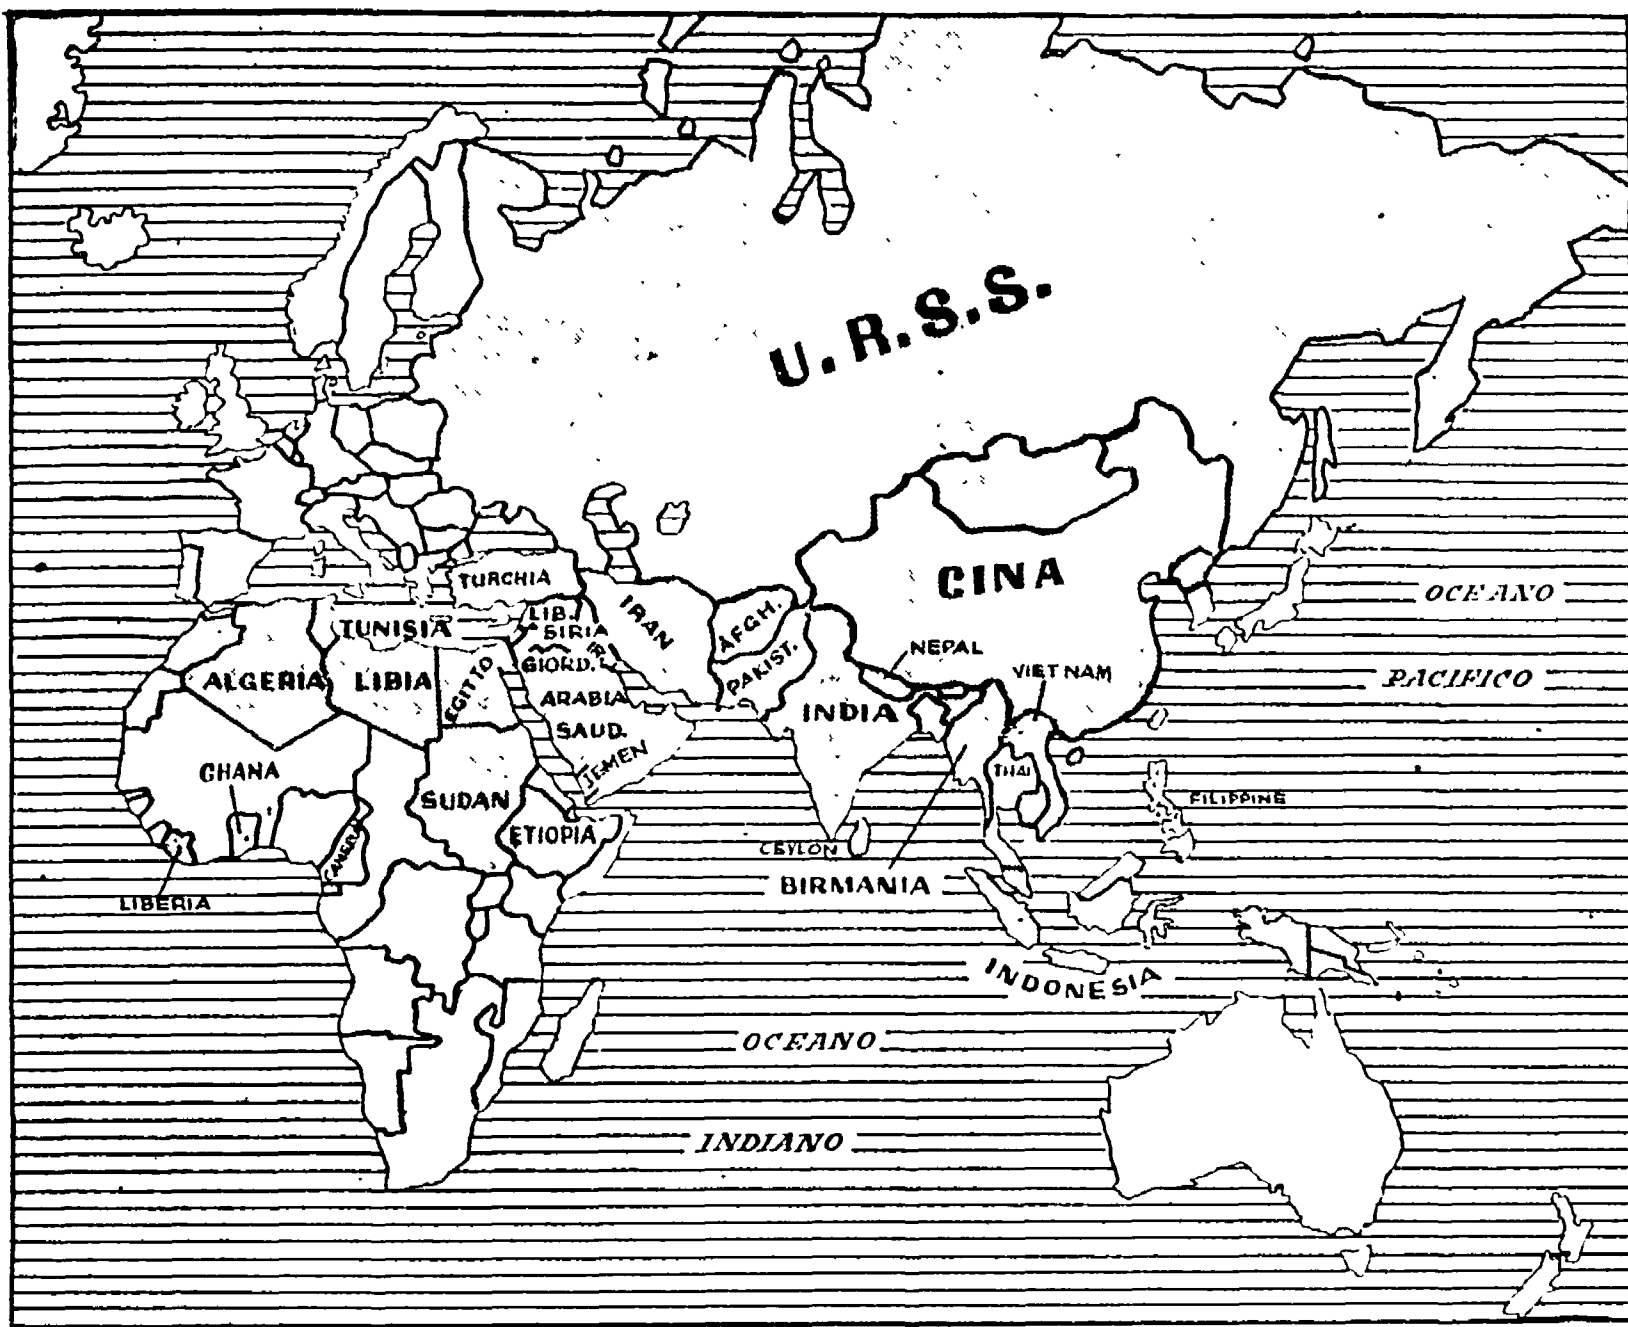 U.R.S.S.
CINA
TURCHIA
OCEANO
PACIFICO
IRAN
AFGH.
LIB.
SIRIA
TUNISIA
PAKIST.
NEPAL
GIORD.
VIET NAM
ALGERIA
LIBIA
EGITTO
ARABIA
SAUD.
INDIA
JEMEN
GHANA
THAI
SUDAN
FILIPPINE
ETIOPIA
CAMERUN
CEYLON
BIRMANIA
LIBERIA
INDONESIA
OCEANO
INDIANO